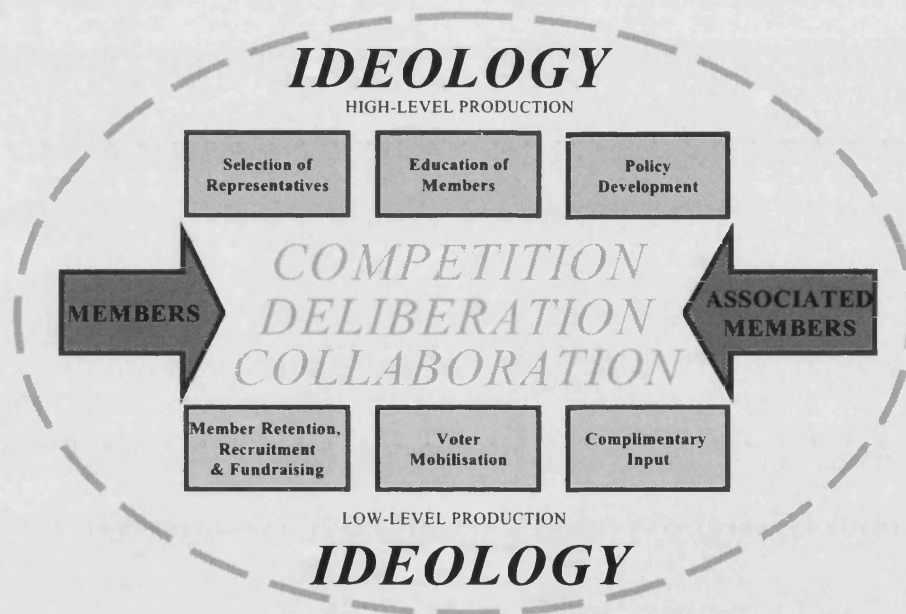 IDEOLOGY
HIGH-LEVEL PRODUCTION
Selection of
Representatives
Education of
Members
Policy
Development
COMPETITION
DELIBERATION
COLLABORATION
MEMBERS
ASSOCIATED
MEMBERS
Member Retention,
Recruitment
& Fundraising
Voter
Mobilisation
Complimentary
Input
LOW-LEVEL PRODUCTION
IDEOLOGY